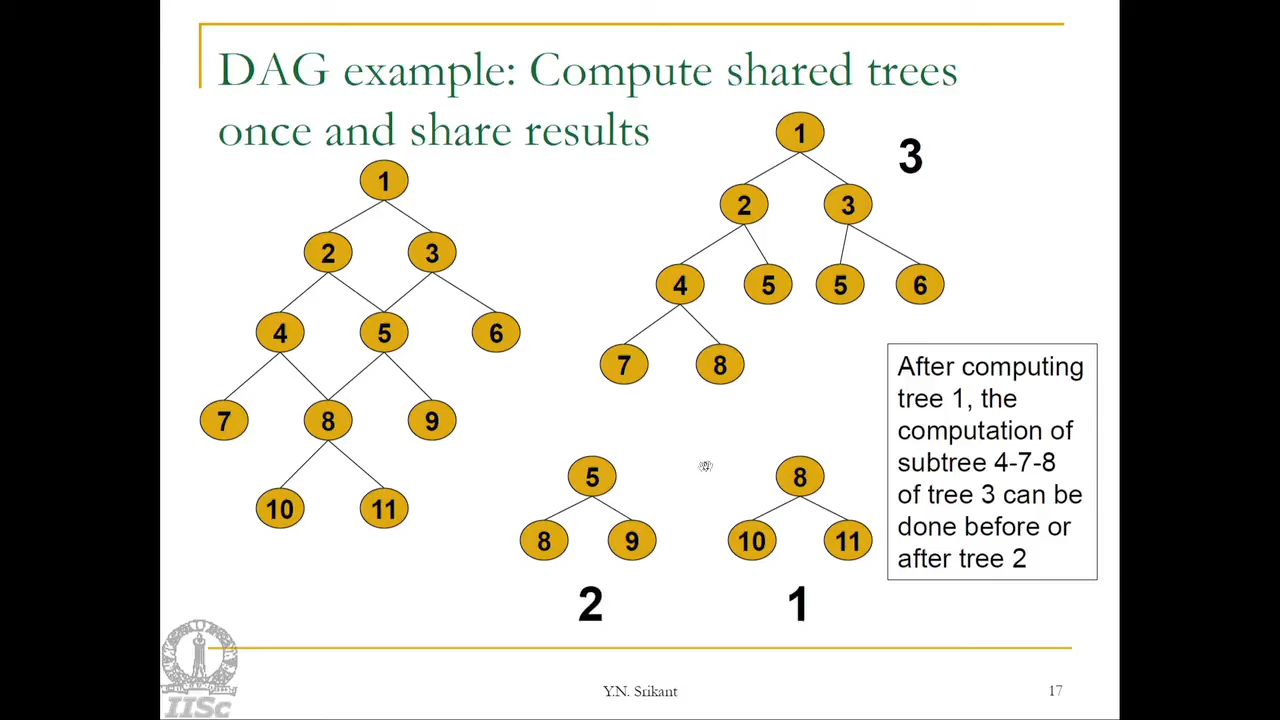 DAG example: Compute shared trees
once and share results
1
2 3
4 5 6
7 8 9
10 11
1
3
2 3
4 5 5 6
7 8
5
8 9
2
8
10 11
1
After computing
tree 1, the
computation of
subtree 4-7-8
of tree 3 can be
done before or
after tree 2
IISc
Y.N. Srikant
17